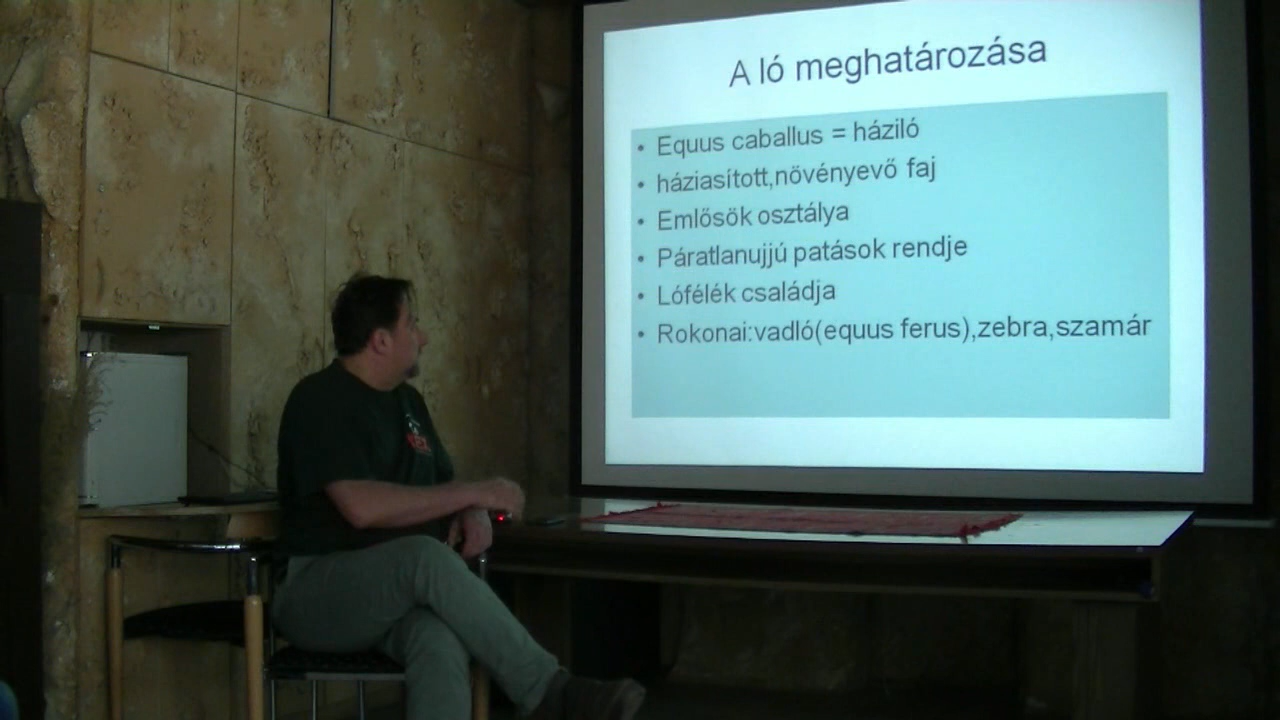 A ló meghatározása
• Equus caballus = háziló
• háziasított,növényevő faj
• Emlősök osztálya
• Páratlanujjú patások rendje
• Lófélék családja
• Rokonai:vadló(equus ferus),zebra,szamár